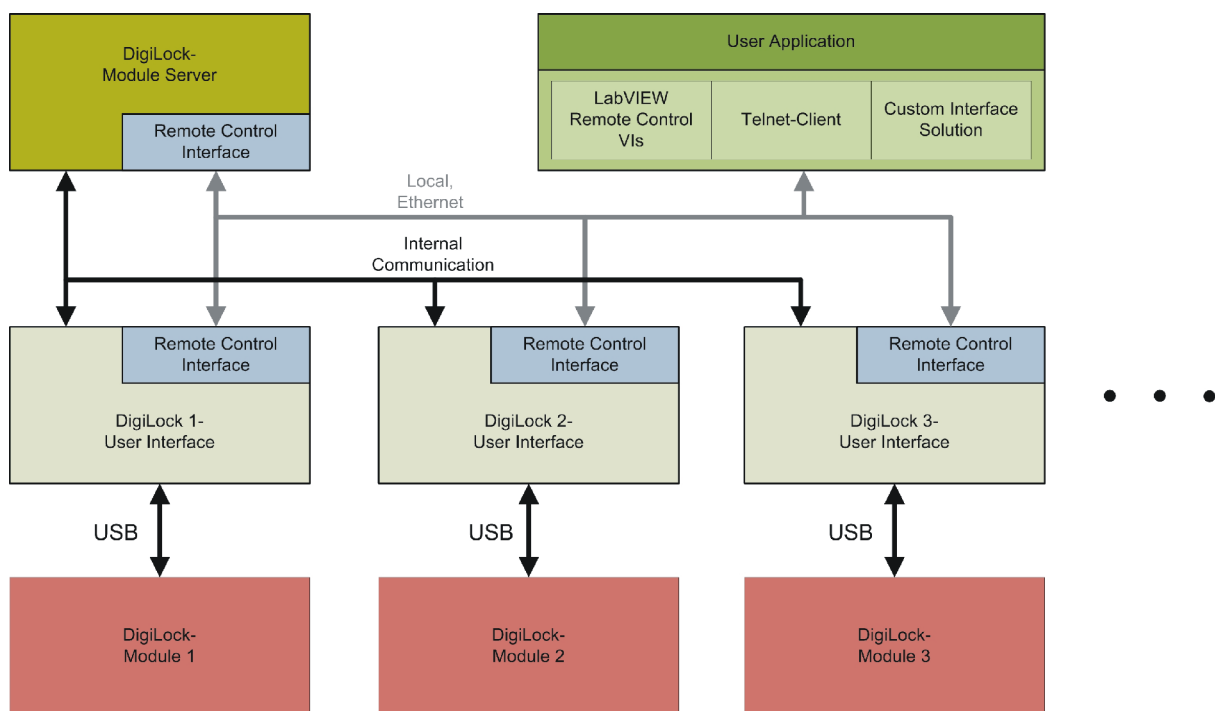 DigiLock-
Module Server
Remote Control
Interface
User Application
LabVIEW
Remote Control
VIs
Telnet-Client
Custom Interface
Solution
Local,
Ethernet
Internal
Communication
Remote Control
Interface
DigiLock 1-
User Interface
Remote Control
Interface
DigiLock 2-
User Interface
Remote Control
Interface
DigiLock 3-
User Interface
USB
USB
USB
DigiLock-
Module 1
DigiLock-
Module 2
DigiLock-
Module 3